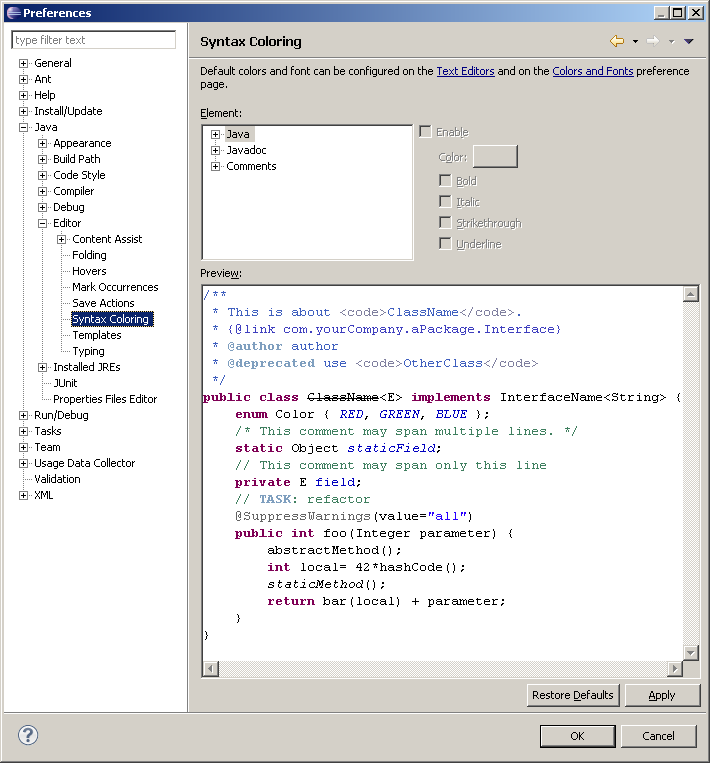 Preferences
type filter text
General
Ant
Help
Install/Update
Java
Appearance
Build Path
Code Style
Compiler
Debug
Editor
Content Assist
Folding
Hovers
Mark Occurrences
Save Actions
Syntax Coloring
Templates
Typing
Installed JREs
JUnit
Properties Files Editor
Run/Debug
Tasks
Team
Usage Data Collector
Validation
XML
Syntax Coloring
Default colors and font can be configured on the Text Editors and on the Colors and Fonts preference
page.
Element:
Java
Javadoc
Comments
Enable
Color:
Bold
Italic
Strikethrough
Underline
Preview:
/**
 * This is about <code>ClassName</code>.
 * {@link com.yourCompany.aPackage.Interface}
 * @author author
 * @deprecated use <code>OtherClass</code>
 */
public class ClassName<E> implements InterfaceName<String> {
    enum Color { RED, GREEN, BLUE };
    /* This comment may span multiple lines. */
    static Object staticField;
    // This comment may span only this line
    private E field;
    // TASK: refactor
    @SuppressWarnings(value="all")
    public int foo(Integer parameter) {
        abstractMethod();
        int local= 42*hashCode();
        staticMethod();
        return bar(local) + parameter;
    }
}
Restore Defaults
Apply
?
OK
Cancel